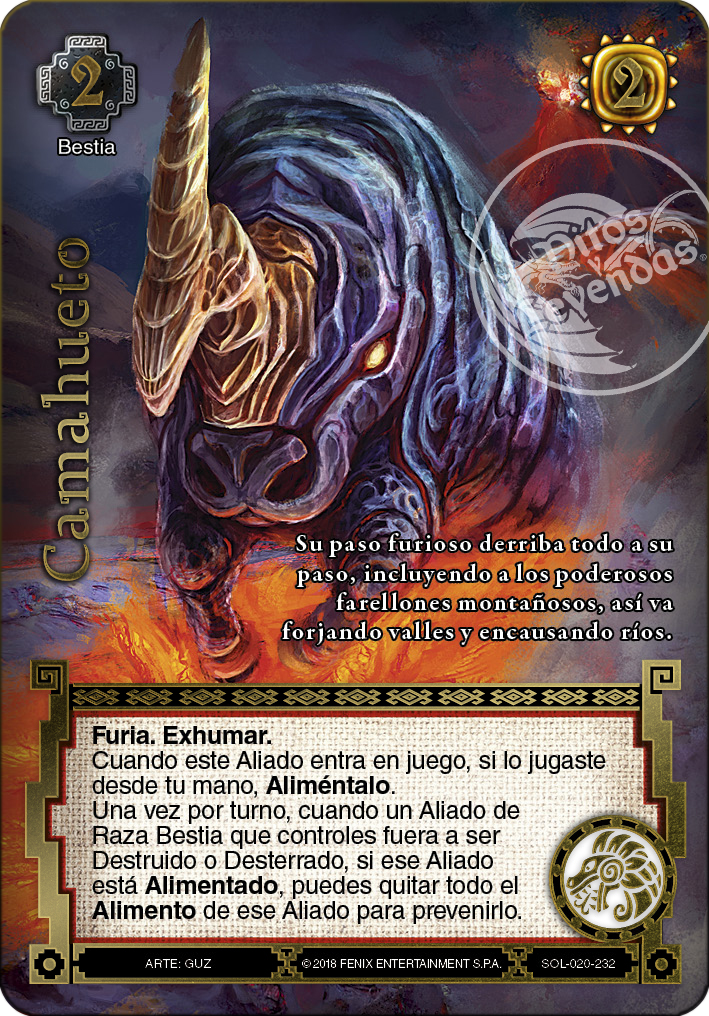 2
2
Bestia
Mitos
y
Leyendas
®
Camahueto
Su paso furioso derriba todo a su
paso, incluyendo a los poderosos
farellones montañosos, así va
forjando valles y encausando ríos.
Furia. Exhumar.
Cuando este Aliado entra en juego, si lo jugaste
desde tu mano, Aliméntalo.
Una vez por turno, cuando un Aliado de
Raza Bestia que controles fuera a ser
Destruido o Desterrado, si ese Aliado
está Alimentado, puedes quitar todo el
Alimento de ese Aliado para prevenirlo.
ARTE: GUZ
©2018 FENIX ENTERTAINMENT S.P.A.
SOL-020-232